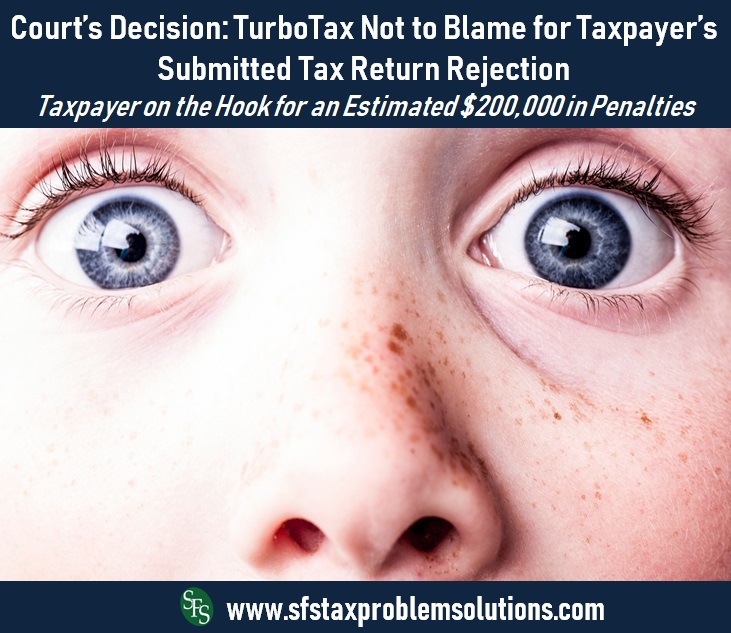 Court's Decision: TurboTax Not to Blame for Taxpayer's
Submitted Tax Return Rejection
Taxpayer on the Hook for an Estimated $200,000 in Penalties
SFS
www.sfstaxproblemsolutions.com